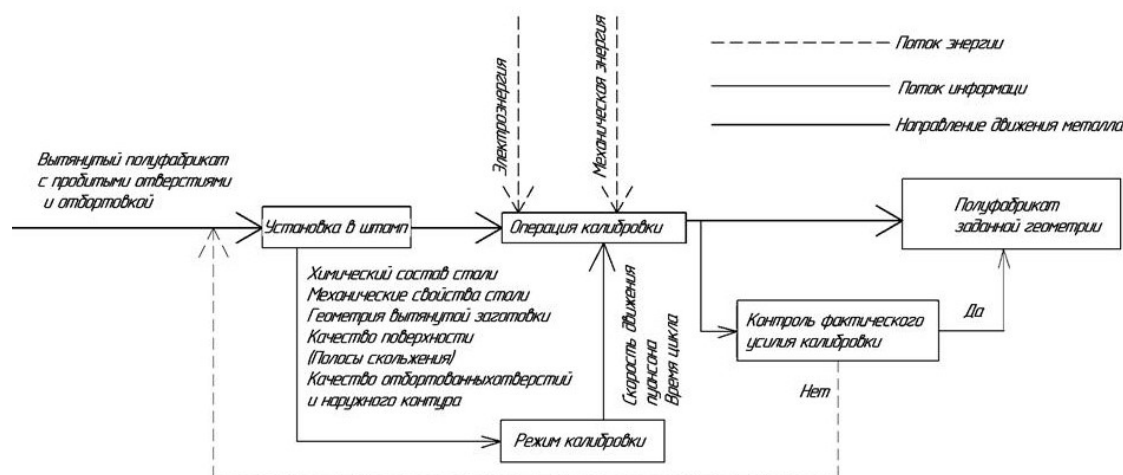 Поток энергии
Поток информаци
Направление движения металла
Электроэнергия
Механическая энергия
Вытянутый полуфабрикат
с пробитыми отверстиями
и отбортовкой
Установка в штамп
Операция калибровки
Полуфабрикат
заданной геометрии
Химический состав стали
Механические свойства стали
Геометрия вытянутой заготовки
Качество поверхности
(Полосы скольжения)
Качество отбортованныхотверстий
и наружного контура
Скорость движения
пуансона
Время цикла
Контроль фактического
усилия калибровки
Да
Нет
Режим калибровки